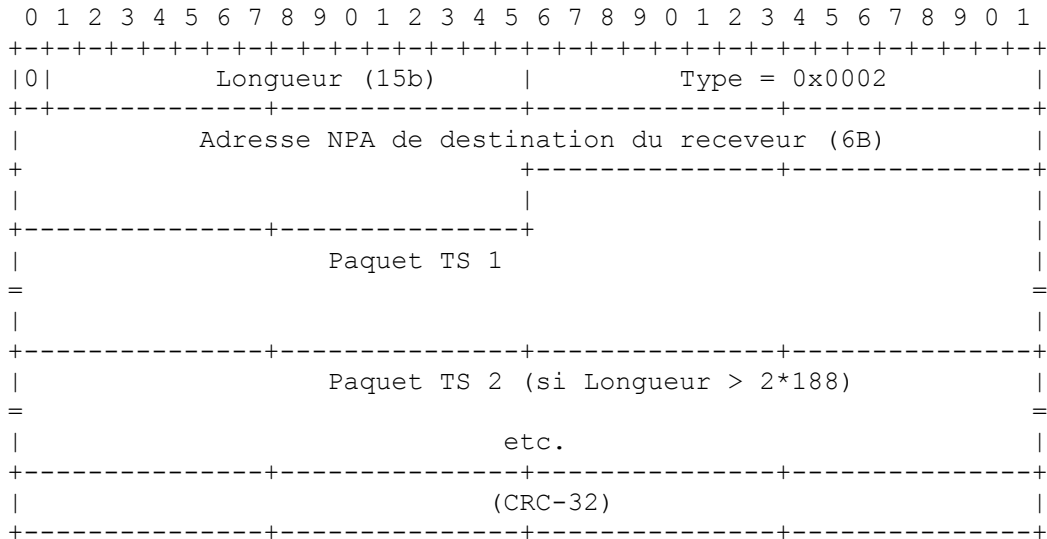 0 1 2 3 4 5 6 7 8 9 0 1 2 3 4 5 6 7 8 9 0 1 2 3 4 5 6 7 8 9 0 1
+-+-+-+-+-+-+-+-+-+-+-+-+-+-+-+-+-+-+-+-+-+-+-+-+-+-+-+-+-+-+-+-+
|0|          Longueur (15b)      |         Type = 0x0002         |
+-+-------------+---------------+---------------+---------------+
|           Adresse NPA de destination du receveur (6B)         |
+                               +---------------+---------------+
|                               |                               |
+---------------+---------------+                               |
|                   Paquet TS 1                                 |
=                                                               =
|                                                               |
+---------------+---------------+---------------+---------------+
|                   Paquet TS 2 (si Longueur > 2*188)           |
=                                                               =
|                              etc.                             |
+---------------+---------------+---------------+---------------+
|                             (CRC-32)                          |
+---------------+---------------+---------------+---------------+